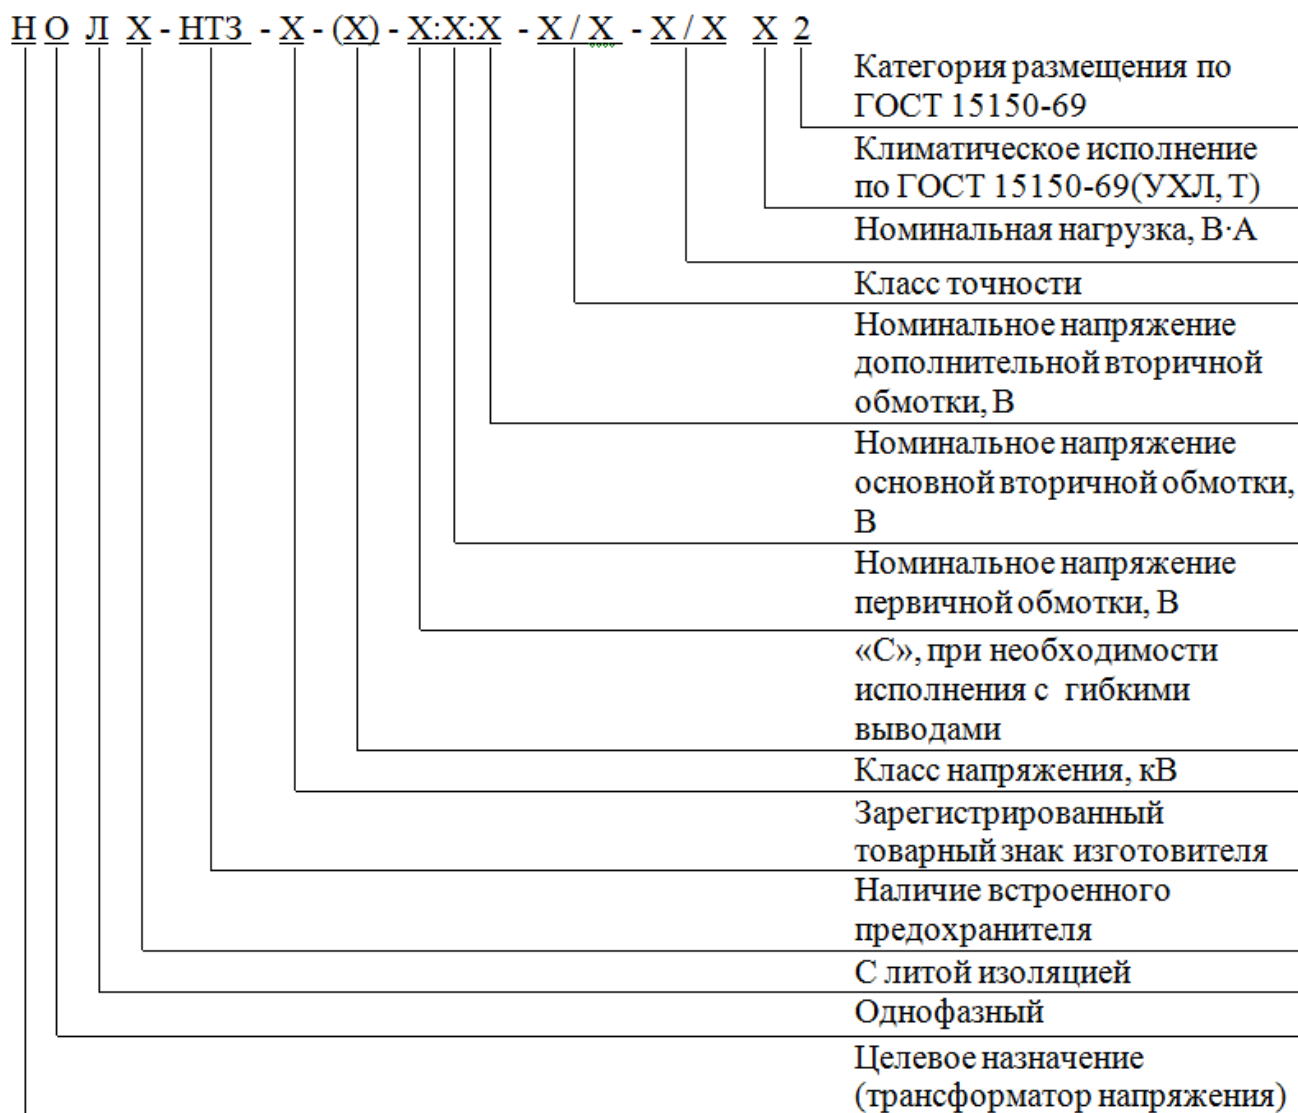 Н О Л Х - НТЗ - Х - (Х) - Х:Х:Х - Х / Х - Х / Х Х 2
Категория размещения по
ГОСТ 15150-69
Климатическое исполнение
по ГОСТ 15150-69(УХЛ, Т)
Номинальная нагрузка, В·А
Класс точности
Номинальное напряжение
дополнительной вторичной
обмотки, В
Номинальное напряжение
основной вторичной обмотки,
В
Номинальное напряжение
первичной обмотки, В
«С», при необходимости
исполнения с гибкими
выводами
Класс напряжения, кВ
Зарегистрированный
товарный знак изготовителя
Наличие встроенного
предохранителя
С литой изоляцией
Однофазный
Целевое назначение
(трансформатор напряжения)